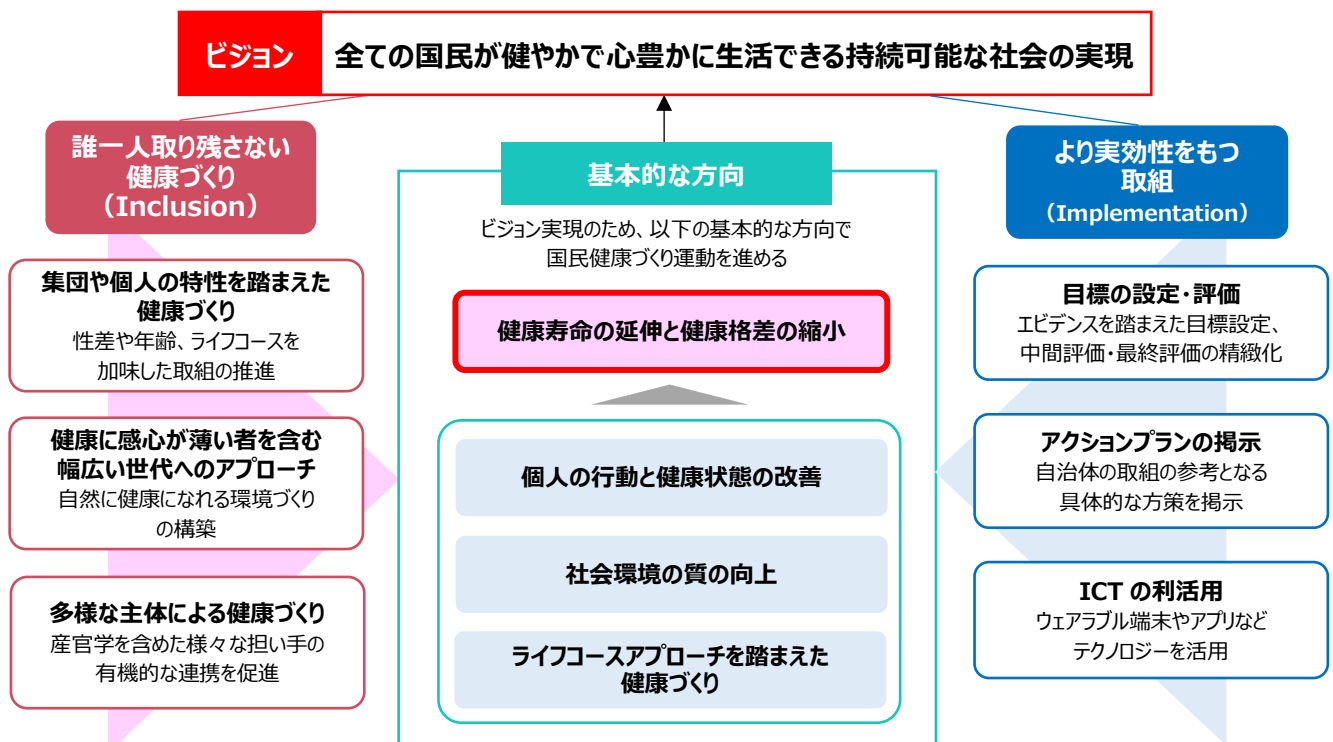 ビジョン 全ての国民が健やかで心豊かに生活できる持続可能な社会の実現
誰一人取り残さない
健康づくり
（Inclusion）
集団や個人の特性を踏まえた
健康づくり
性差や年齢、ライフコースを
加味した取組の推進
健康に感心が薄い者を含む
幅広い世代へのアプローチ
自然に健康になれる環境づくり
の構築
多様な主体による健康づくり
産官学を含めた様々な担い手の
有機的な連携を促進
基本的な方向
ビジョン実現のため、以下の基本的な方向で
国民健康づくり運動を進める
健康寿命の延伸と健康格差の縮小
個人の行動と健康状態の改善
社会環境の質の向上
ライフコースアプローチを踏まえた
健康づくり
より実効性をもつ
取組
（Implementation）
目標の設定・評価
エビデンスを踏まえた目標設定、
中間評価・最終評価の精緻化
アクションプランの掲示
自治体の取組の参考となる
具体的な方策を掲示
ICT の利活用
ウェアラブル端末やアプリなど
テクノロジーを活用